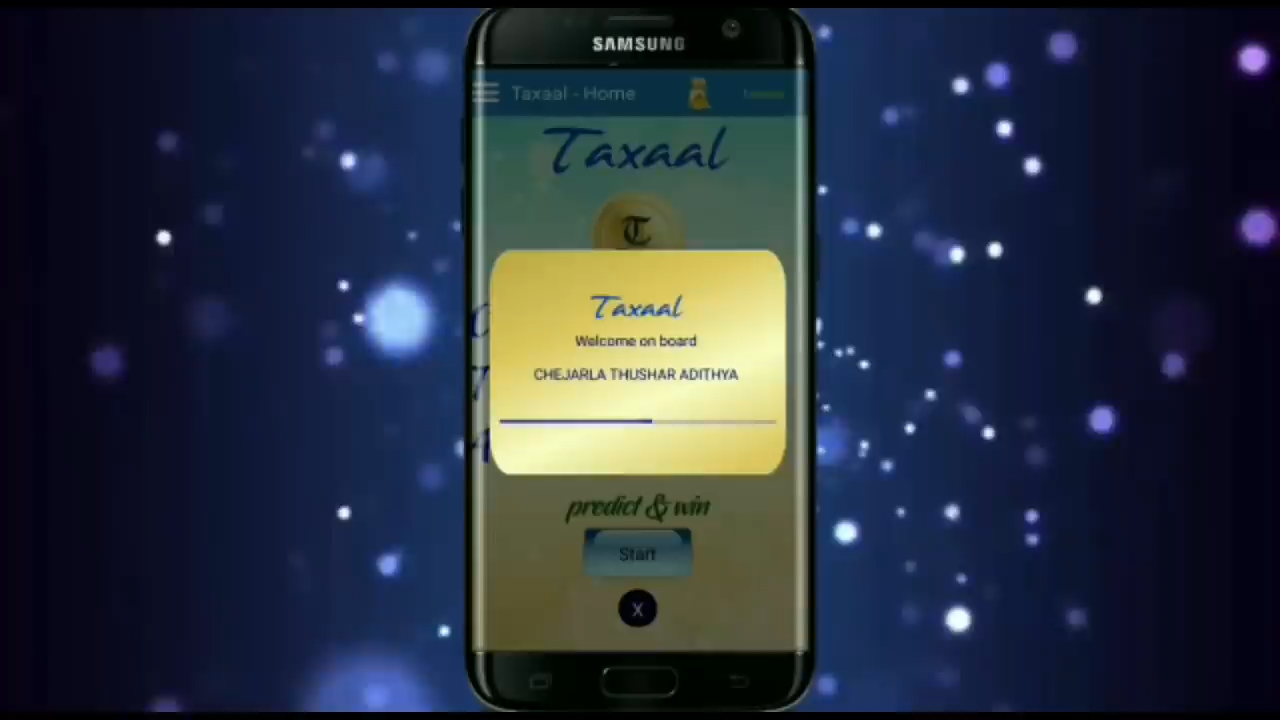 SAMSUNG
Taxaal - Home
Taxaal
T
Taxaal
Welcome on board
CHEJARLA THUSHAR ADITHYA
predict & win
Start
X